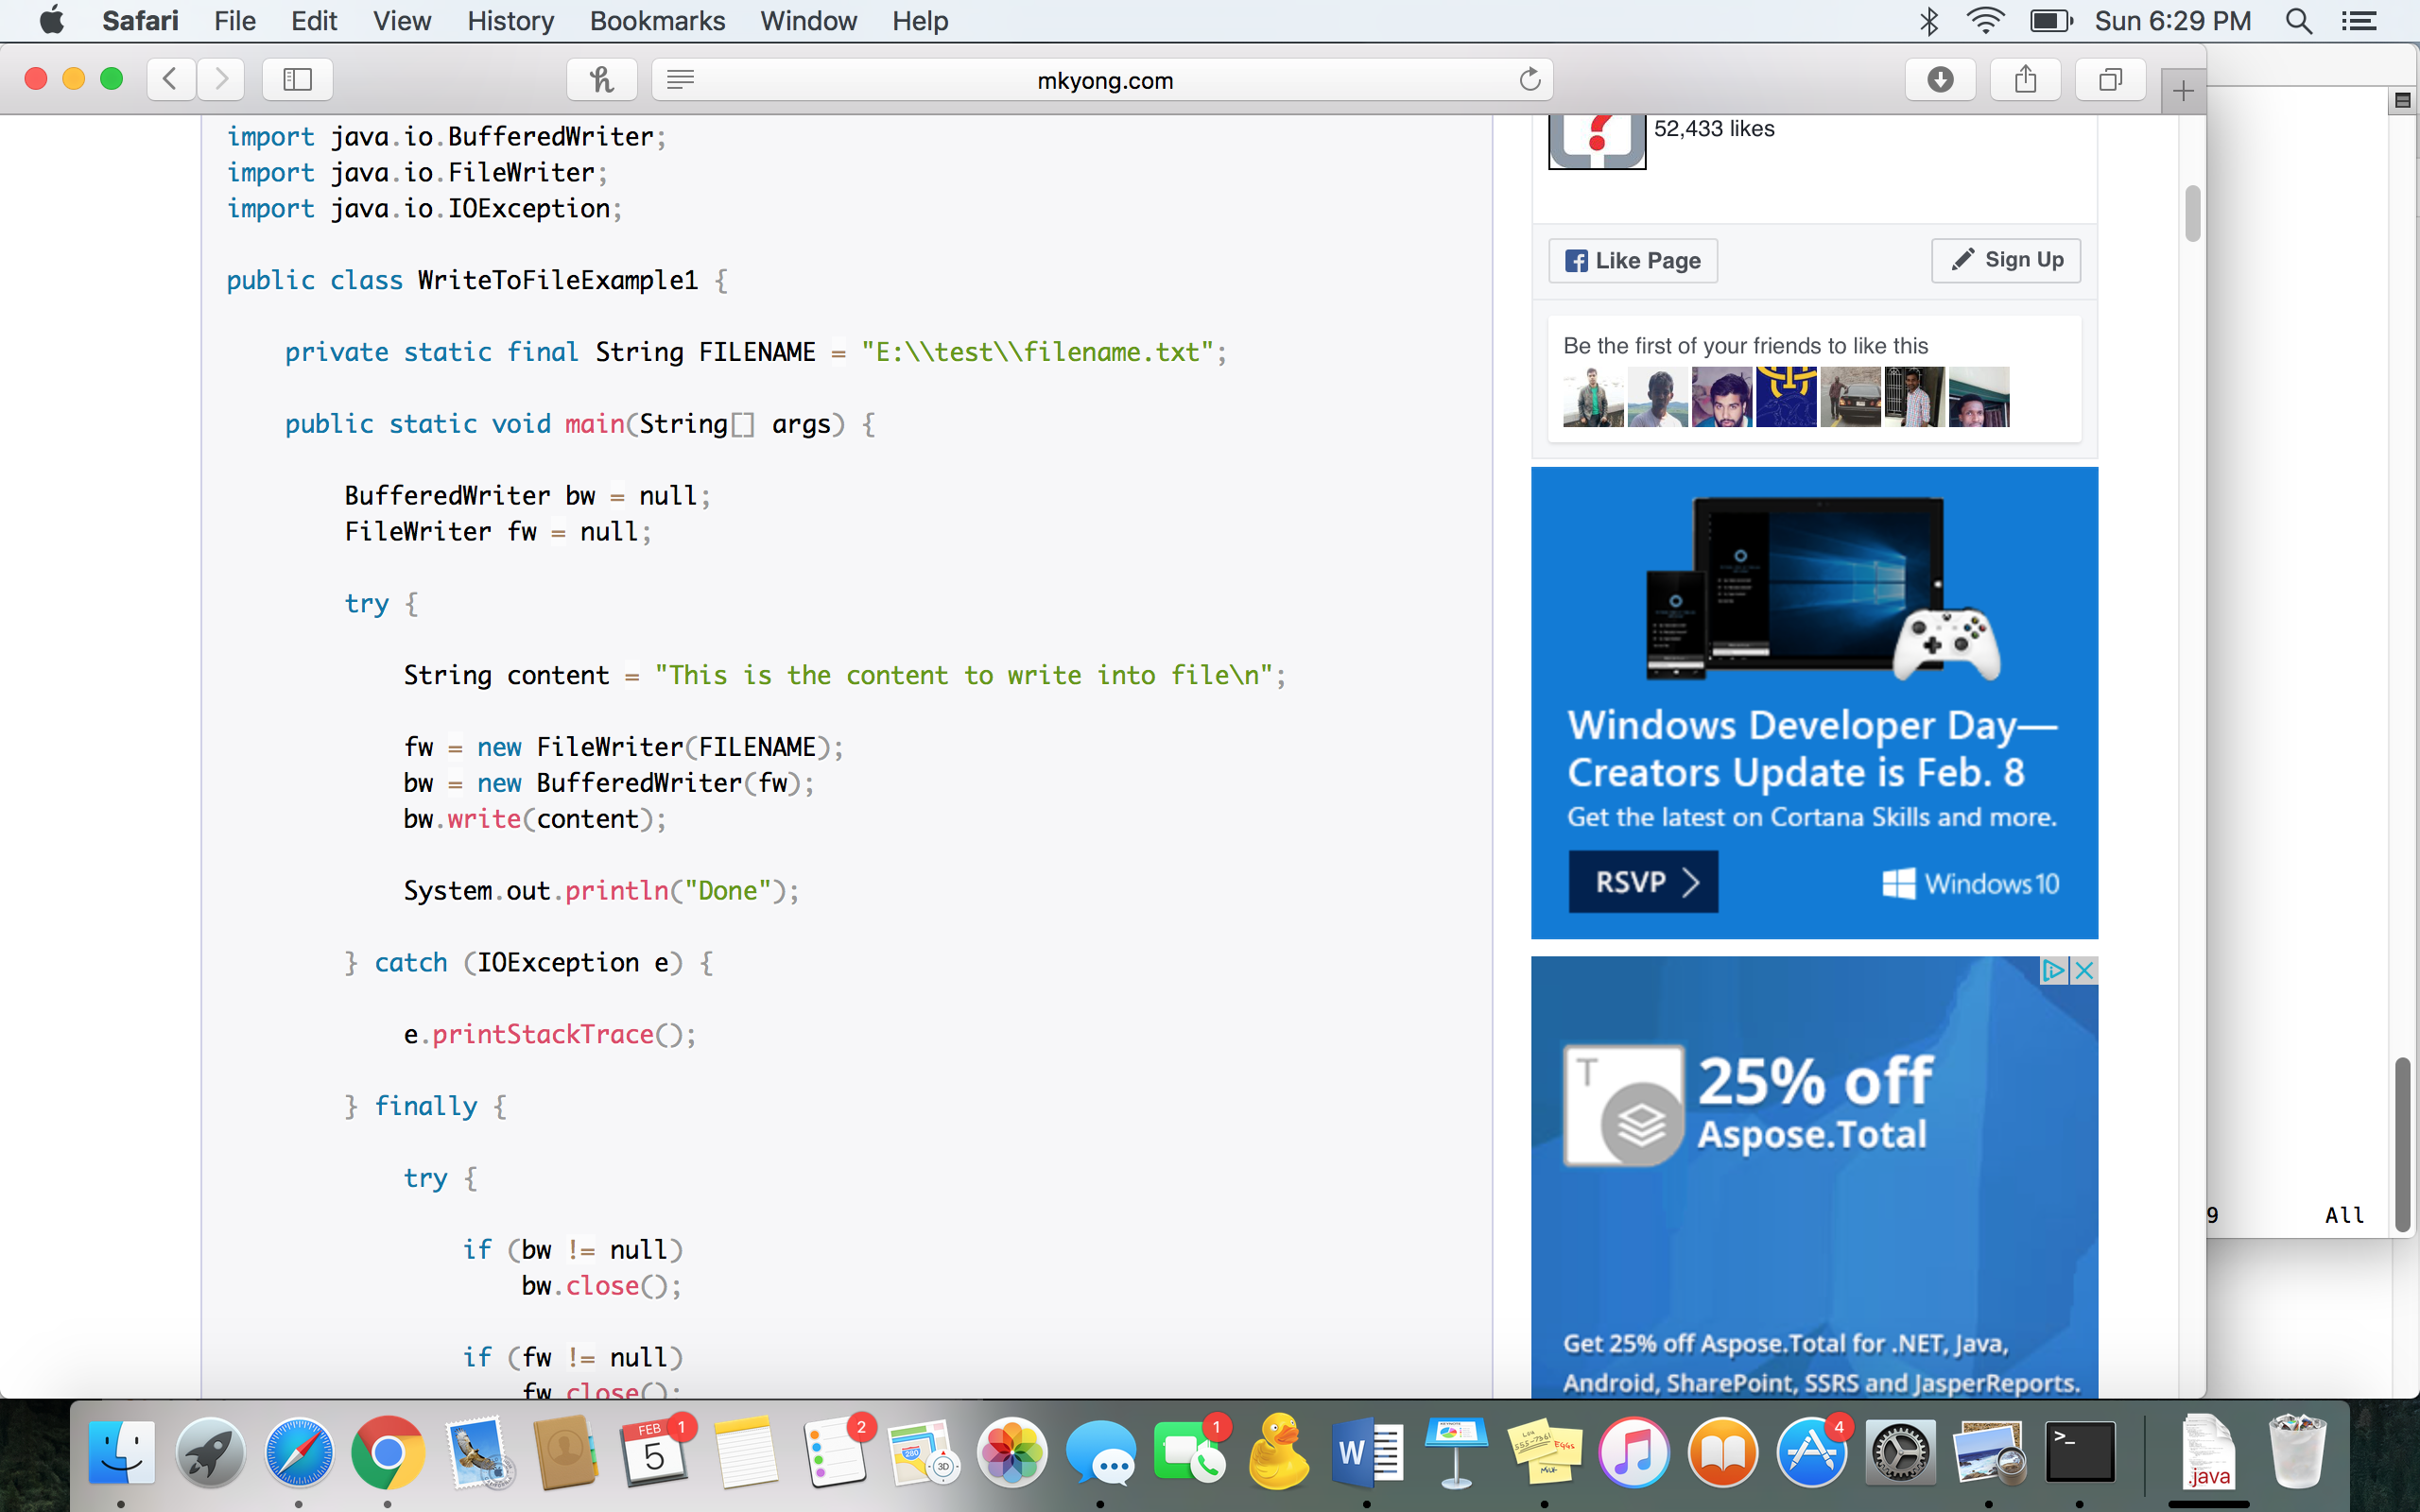 Safari File Edit View History Bookmarks Window Help Sun 6:29 PM
mkyong.com
import java.io.BufferedWriter;
import java.io.FileWriter;
import java.io.IOException;
public class WriteToFileExample1 {
private static final String FILENAME = "E:\\test\\filename.txt";
public static void main(String[] args) {
BufferedWriter bw = null;
FileWriter fw = null;
try {
String content = "This is the content to write into file\n";
fw = new FileWriter(FILENAME);
bw = new BufferedWriter(fw);
bw.write(content);
System.out.println("Done");
} catch (IOException e) {
e.printStackTrace();
} finally {
try {
if (bw != null)
bw.close();
if (fw != null)
fw.close();
52,433 likes
Like Page
Sign Up
Be the first of your friends to like this
Windows Developer Day—
Creators Update is Feb. 8
Get the latest on Cortana Skills and more.
RSVP
Windows 10
T
25% off
Aspose.Total
Get 25% off Aspose.Total for .NET, Java,
Android, SharePoint, SSRS and JasperReports.
9 All
FEB
5
1
2
280
3D
1
W
EGGS
MILK
4
>_
.java